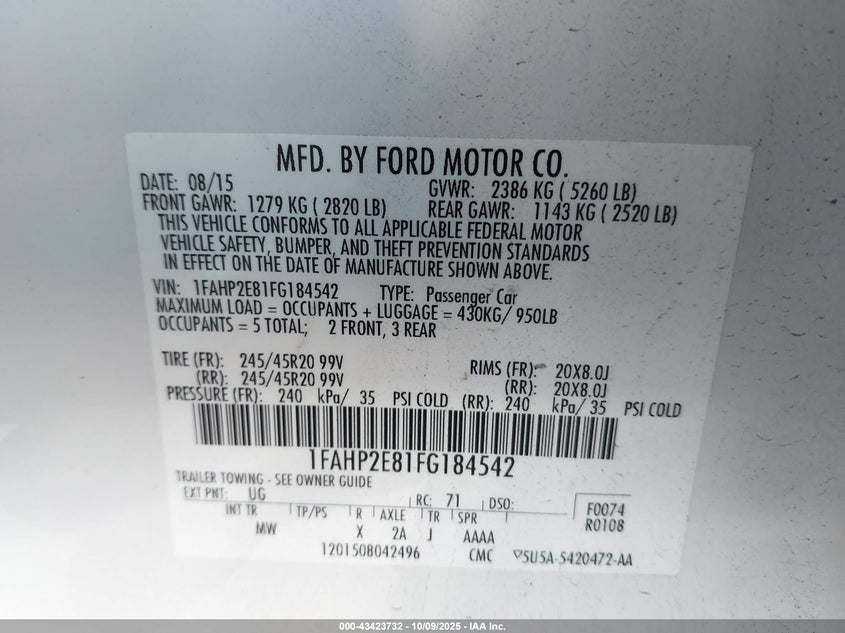 MFD. BY FORD MOTOR CO.
DATE: 08/15 GVWR: 2386 KG ( 5260 LB)
FRONT GAWR: 1279 KG ( 2820 LB) REAR GAWR: 1143 KG ( 2520 LB)
THIS VEHICLE CONFORMS TO ALL APPLICABLE FEDERAL MOTOR
VEHICLE SAFETY, BUMPER, AND THEFT PREVENTION STANDARDS
IN EFFECT ON THE DATE OF MANUFACTURE SHOWN ABOVE.
VIN: 1FAHP2E81FG184542 TYPE: Passenger Car
MAXIMUM LOAD = OCCUPANTS + LUGGAGE = 430KG/ 950LB
OCCUPANTS = 5 TOTAL; 2 FRONT, 3 REAR
TIRE (FR): 245/45R20 99V RIMS (FR): 20X8.0J
(RR): 245/45R20 99V (RR): 20X8.0J
PRESSURE (FR): 240 kPa/ 35 PSI COLD (RR): 240 kPa/ 35 PSI COLD
1FAHP2E81FG184542
TRAILER TOWING - SEE OWNER GUIDE
EXT PNT: UG RC: 71 DSO: F0074
INT TR TP/PS R AXLE TR SPR R0108
MW X 2A J AAAA
1201508042496 CMC ▽5U5A-5420472-AA
000-43423732 - 10/09/2025 - IAA Inc.